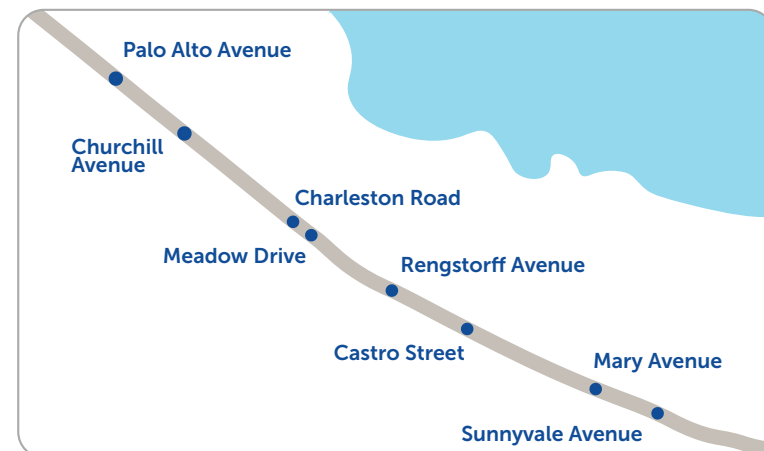 Palo Alto Avenue
Churchill
Avenue
Charleston Road
Meadow Drive
Rengstorff Avenue
Castro Street
Mary Avenue
Sunnyvale Avenue